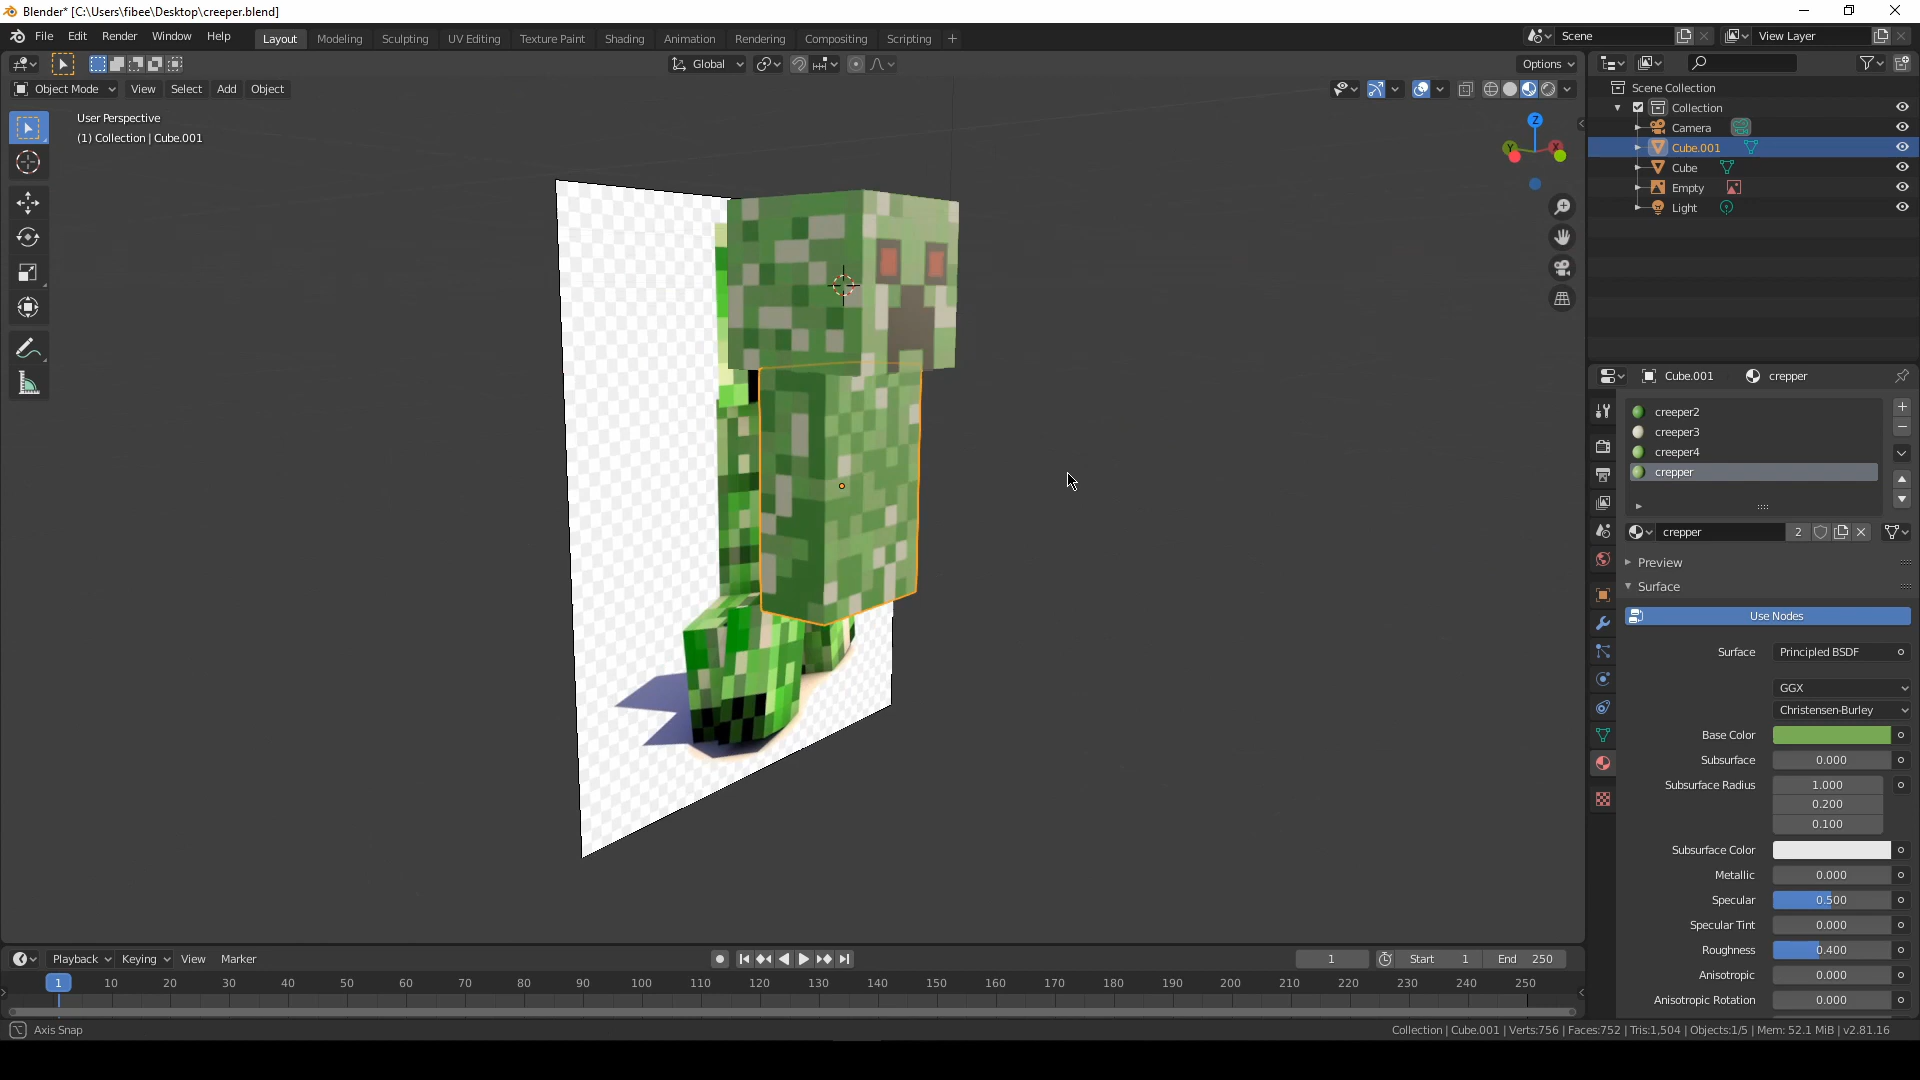 Blender* [C:\Users\fibee\Desktop\creeper.blend]
File Edit Render Window Help
Layout Modeling Sculpting UV Editing Texture Paint Shading Animation Rendering Compositing Scripting +
Scene
View Layer
Global
Options
Object Mode View Select Add Object
User Perspective
(1) Collection | Cube.001
Z
Y
X
Scene Collection
Collection
Camera
Cube.001
Cube
Empty
Light
Cube.001 crepper
creeper2
creeper3
creeper4
crepper
crepper 2
Preview
Surface
Use Nodes
Surface Principled BSDF
GGX
Christensen-Burley
Base Color
Subsurface 0.000
Subsurface Radius 1.000
0.200
0.100
Subsurface Color
Metallic 0.000
Specular 0.500
Specular Tint 0.000
Roughness 0.400
Anisotropic 0.000
Anisotropic Rotation 0.000
Playback Keying View Marker
1 Start 1 End 250
1 10 20 30 40 50 60 70 80 90 100 110 120 130 140 150 160 170 180 190 200 210 220 230 240 250
Axis Snap
Collection | Cube.001 | Verts:756 | Faces:752 | Tris:1,504 | Objects:1/5 | Mem: 52.1 MiB | v2.81.16